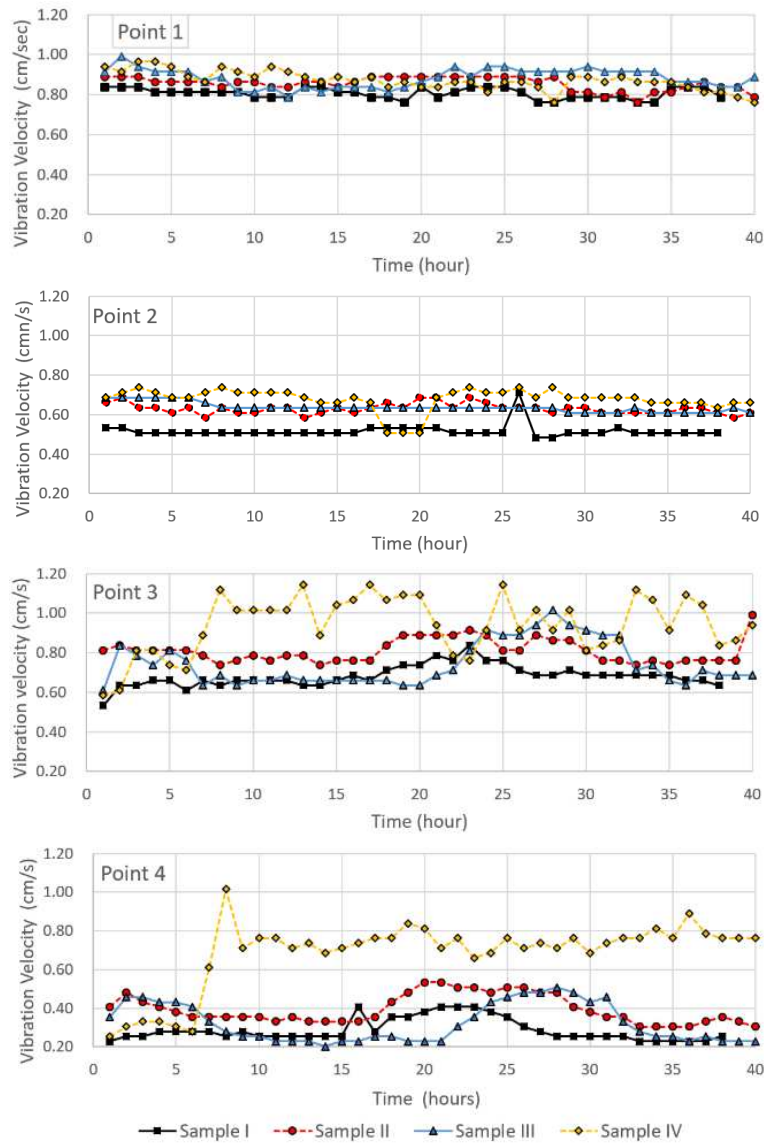 Point 1
Vibration Velocity (cm/sec)
1.20
1.00
0.80
0.60
0.40
0.20
0 5 10 15 20 25 30 35 40
Time (hour)
Point 2
Vibration Velocity (cmn/s)
1.20
1.00
0.80
0.60
0.40
0.20
0 5 10 15 20 25 30 35 40
Time (hour)
Point 3
Vibration velocity (cm/s)
1.20
1.00
0.80
0.60
0.40
0.20
0 5 10 15 20 25 30 35 40
Time (hour)
Point 4
Vibration Velocity (cm/s)
1.20
1.00
0.80
0.60
0.40
0.20
0 5 10 15 20 25 30 35 40
Time (hours)
Sample I Sample II Sample III Sample IV